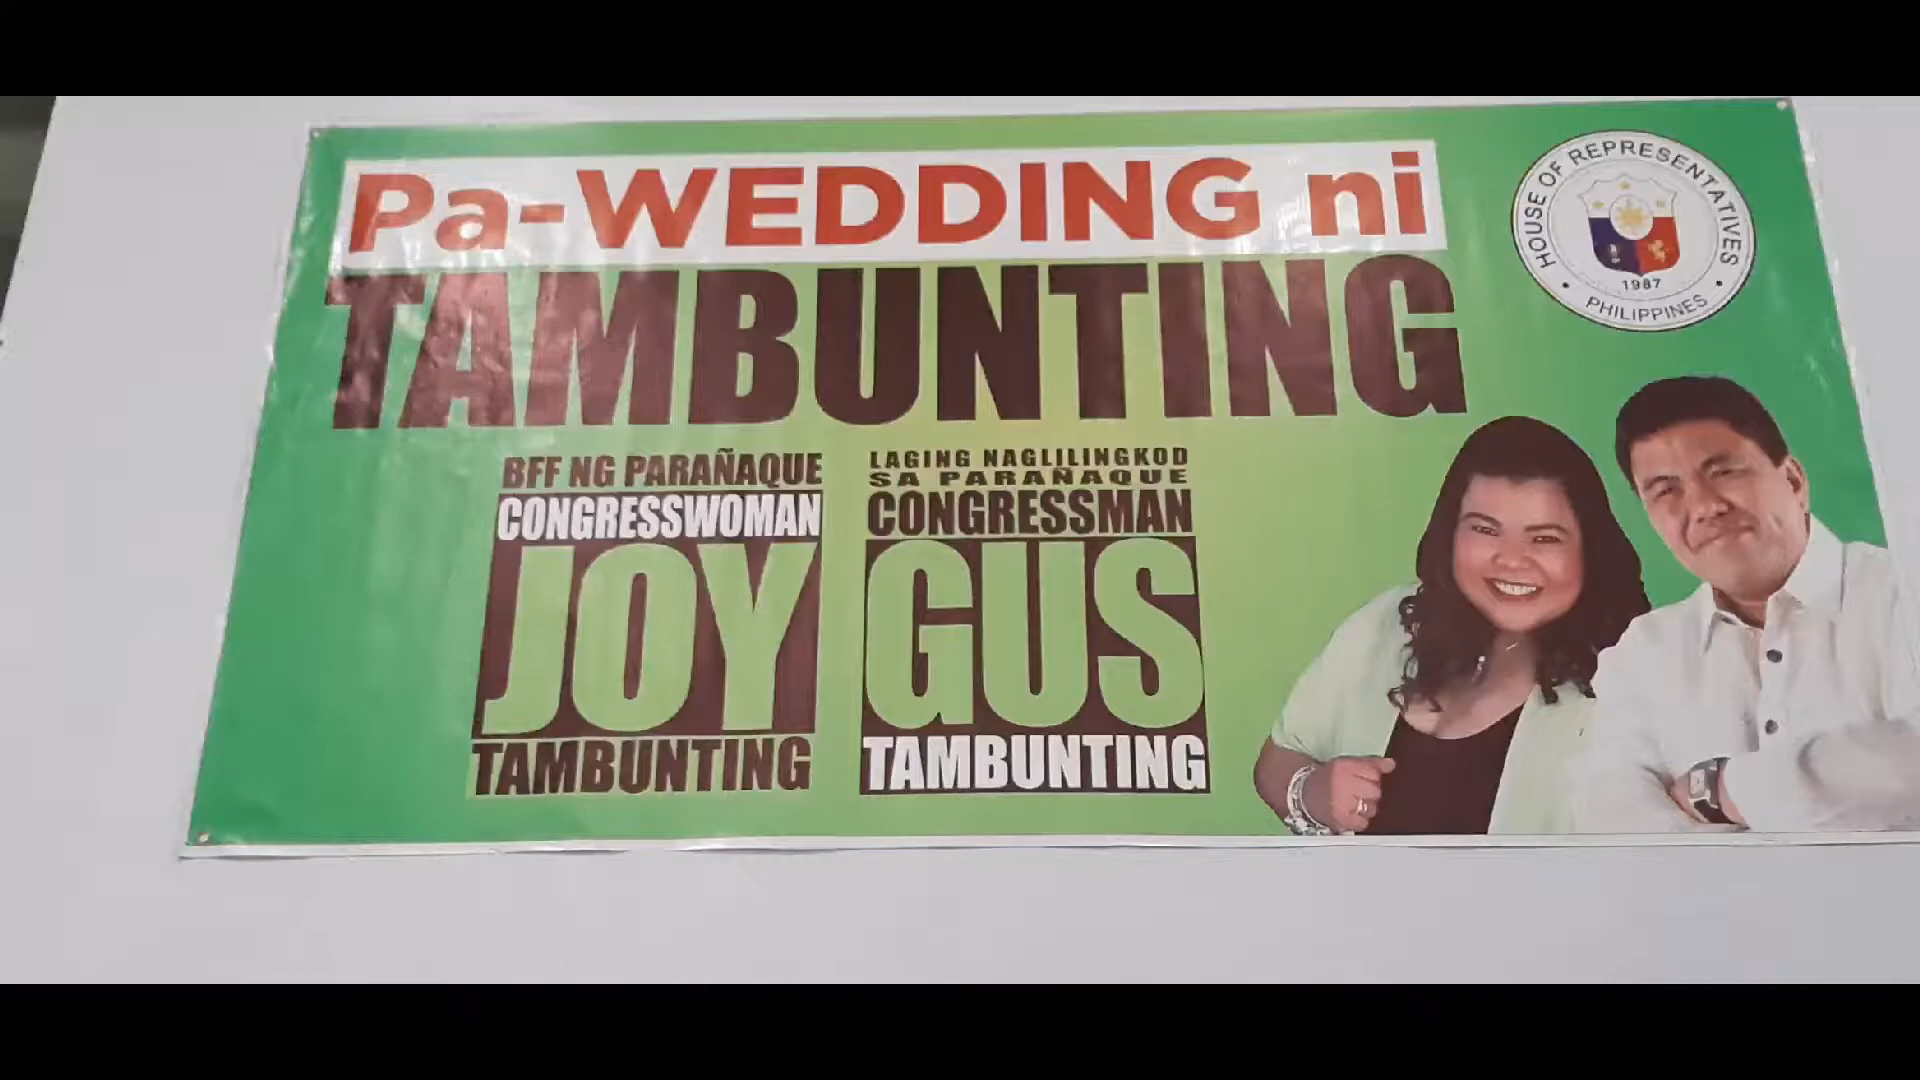 Pa-WEDDING ni
TAMBUNTING
HOUSE OF REPRESENTATIVES
1987
PHILIPPINES
BFF NG PARAÑAQUE
CONGRESSWOMAN
JOY
TAMBUNTING
LAGING NAGLILINGKOD
SA PARAÑAQUE
CONGRESSMAN
GUS
TAMBUNTING